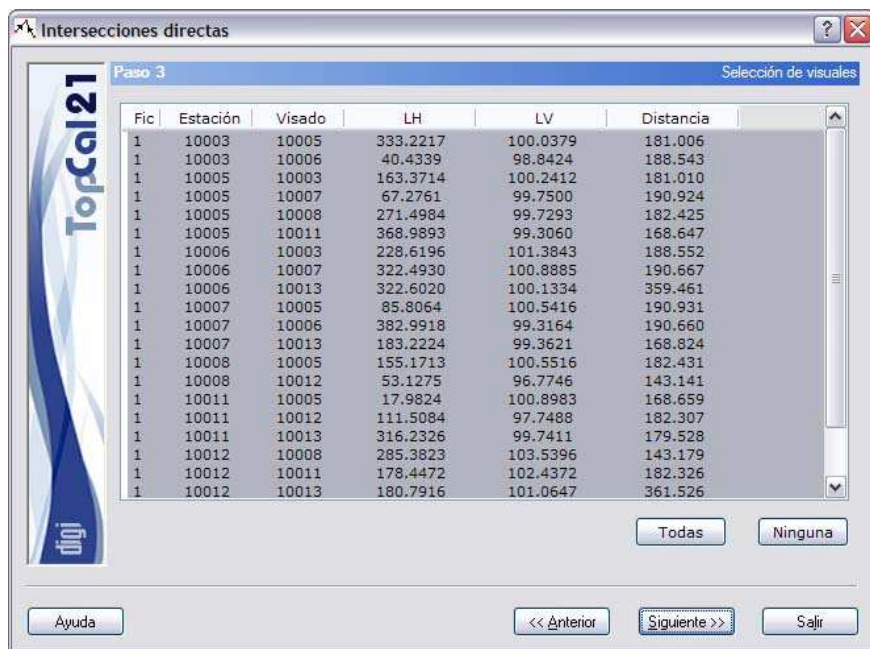 Intersecciones directas
Paso 3 Selección de visuales
TopCal 21
digi
Fic Estación Visado LH LV Distancia
1 10003 10005 333.2217 100.0379 181.006
1 10003 10006 40.4339 98.8424 188.543
1 10005 10003 163.3714 100.2412 181.010
1 10005 10007 67.2761 99.7500 190.924
1 10005 10008 271.4984 99.7293 182.425
1 10005 10011 368.9893 99.3060 168.647
1 10006 10003 228.6196 101.3843 188.552
1 10006 10007 322.4930 100.8885 190.667
1 10006 10013 322.6020 100.1334 359.461
1 10007 10005 85.8064 100.5416 190.931
1 10007 10006 382.9918 99.3164 190.660
1 10007 10013 183.2224 99.3621 168.824
1 10008 10005 155.1713 100.5516 182.431
1 10008 10012 53.1275 96.7746 143.141
1 10011 10005 17.9824 100.8983 168.659
1 10011 10012 111.5084 97.7488 182.307
1 10011 10013 316.2326 99.7411 179.528
1 10012 10008 285.3823 103.5396 143.179
1 10012 10011 178.4472 102.4372 182.326
1 10012 10013 180.7916 101.0647 361.526
Todas Ninguna
Ayuda << Anterior Siguiente >> Salir